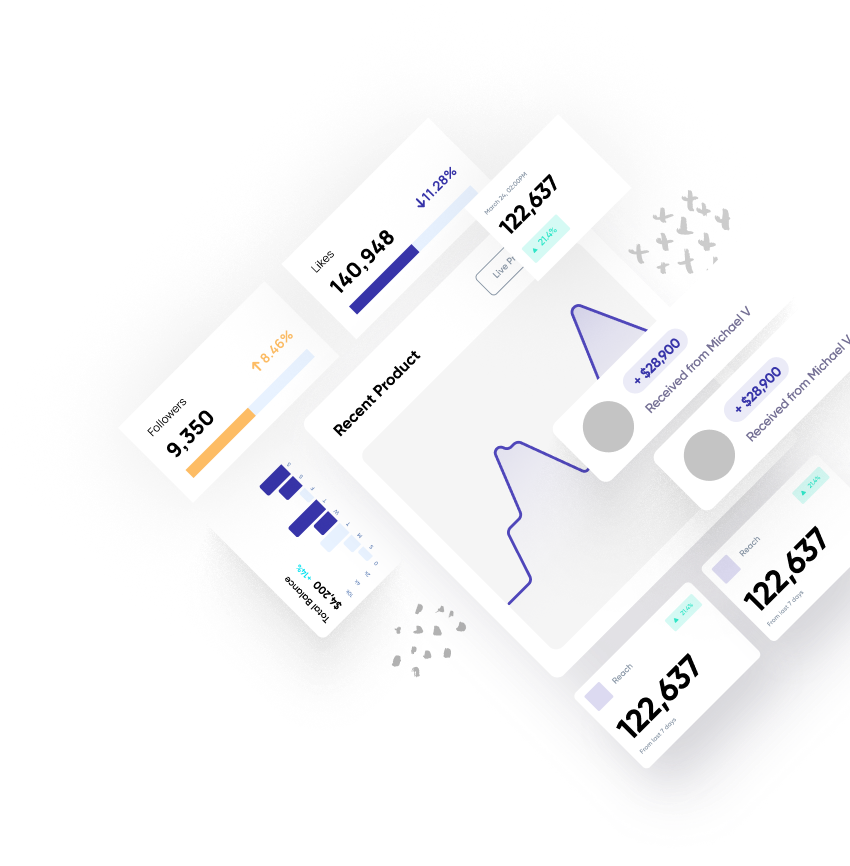 Likes
140,948
↓11.28%
March 24, 02:00PM
122,637
▲ 21.4%
Followers
9,350
↑8.46%
Recent Product
Live Pr
+ $28,900
Received from Michael V
+ $28,900
Received from Michael V
Total Balance
$4,200 +14%
Reach
122,637
From last 7 days
▲ 21.4%
Reach
122,637
From last 7 days
▲ 21.4%